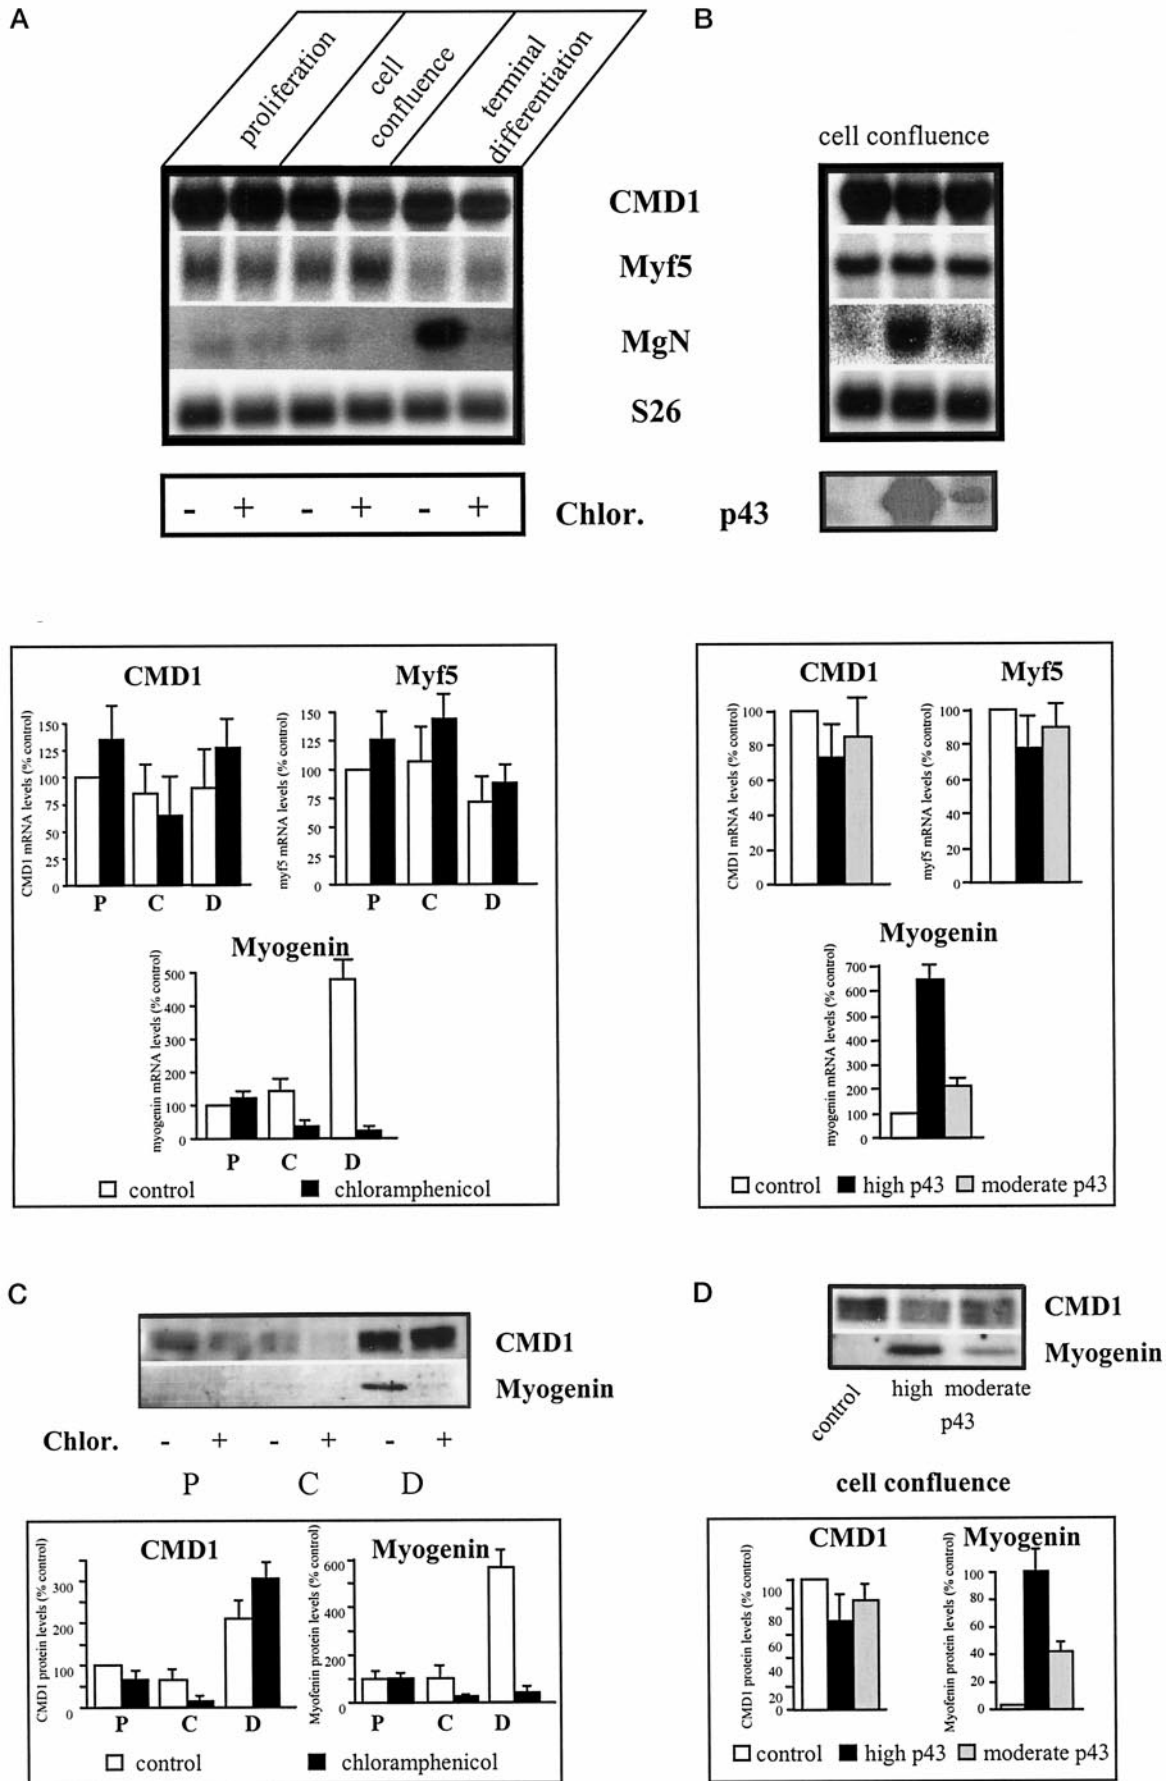 A
B
proliferation
cell
confluence
terminal
differentiation
cell confluence
CMD1
Myf5
MgN
S26
- + - + - +
Chlor.
p43
CMD1
CMD1 mRNA levels (% control)
150
125
100
75
50
25
0
P C D
Myf5
myf5 mRNA levels (% control)
150
125
100
75
50
25
0
P C D
Myogenin
myogenin mRNA levels (% control)
500
400
300
200
100
0
P C D
control
chloramphenicol
CMD1
CMD1 mRNA levels (% control)
100
80
60
40
20
0
Myf5
myf5 mRNA levels (% control)
100
80
60
40
20
0
Myogenin
myogenin mRNA levels (% control)
700
600
500
400
300
200
100
0
control
high p43
moderate p43
C
CMD1
Myogenin
Chlor. - + - + - +
P C D
CMD1
CMD1 protein levels (% control)
300
200
100
0
P C D
Myogenin
Myofenin protein levels (% control)
600
400
200
0
P C D
control
chloramphenicol
D
CMD1
Myogenin
control
high moderate
p43
cell confluence
CMD1
CMD1 protein levels (% control)
100
80
60
40
20
0
Myogenin
Myofenin protein levels (% control)
100
80
60
40
20
0
control
high p43
moderate p43